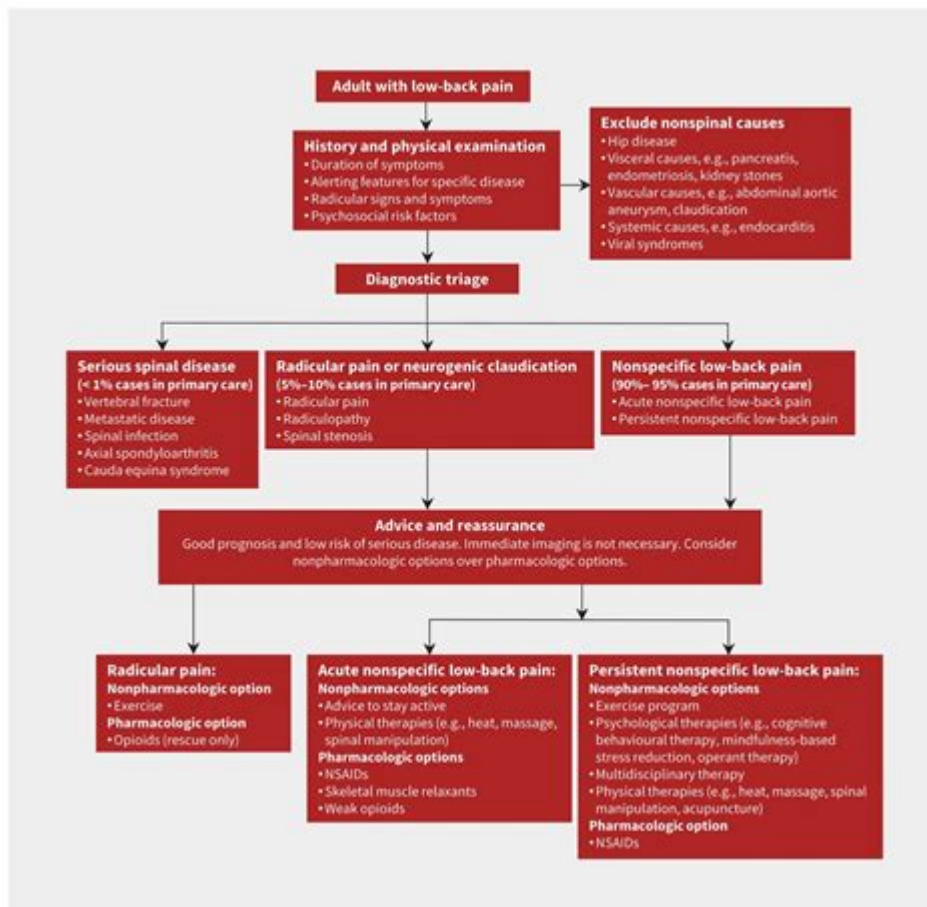 Adult with low-back pain
History and physical examination
• Duration of symptoms
• Alerting features for specific disease
• Radicular signs and symptoms
• Psychosocial risk factors
Exclude nonspinal causes
• Hip disease
• Visceral causes, e.g., pancreatis,
endometriosis, kidney stones
• Vascular causes, e.g., abdominal aortic
aneurysm, claudication
• Systemic causes, e.g., endocarditis
• Viral syndromes
Diagnostic triage
Serious spinal disease
(< 1% cases in primary care)
• Vertebral fracture
• Metastatic disease
• Spinal infection
• Axial spondyloarthritis
• Cauda equina syndrome
Radicular pain or neurogenic claudication
(5%–10% cases in primary care)
• Radicular pain
• Radiculopathy
• Spinal stenosis
Nonspecific low-back pain
(90%– 95% cases in primary care)
• Acute nonspecific low-back pain
• Persistent nonspecific low-back pain
Advice and reassurance
Good prognosis and low risk of serious disease. Immediate imaging is not necessary. Consider
nonpharmacologic options over pharmacologic options.
Radicular pain:
Nonpharmacologic option
• Exercise
Pharmacologic option
• Opioids (rescue only)
Acute nonspecific low-back pain:
Nonpharmacologic options
• Advice to stay active
• Physical therapies (e.g., heat, massage,
spinal manipulation)
Pharmacologic options
• NSAIDs
• Skeletal muscle relaxants
• Weak opioids
Persistent nonspecific low-back pain:
Nonpharmacologic options
• Exercise program
• Psychological therapies (e.g., cognitive
behavioural therapy, mindfulness-based
stress reduction, operant therapy)
• Multidisciplinary therapy
• Physical therapies (e.g., heat, massage, spinal
manipulation, acupuncture)
Pharmacologic option
• NSAIDs